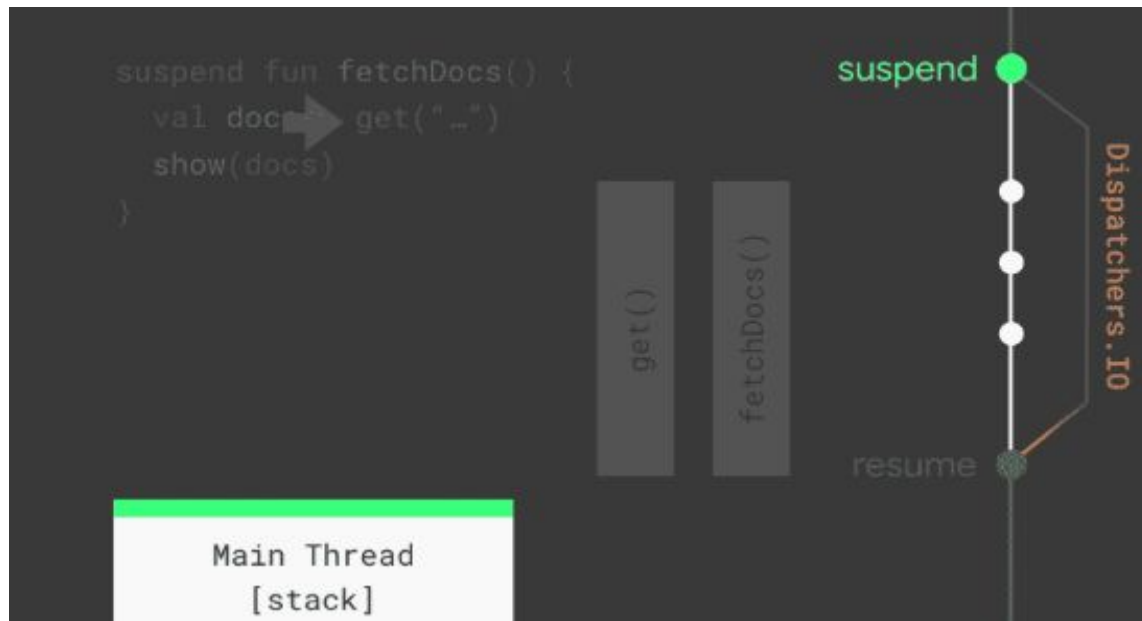 suspend fun fetchDocs() {
val docs get("…")
show(docs)
}
suspend
Dispatchers.IO
get()
fetchDocs()
resume
Main Thread
[stack]